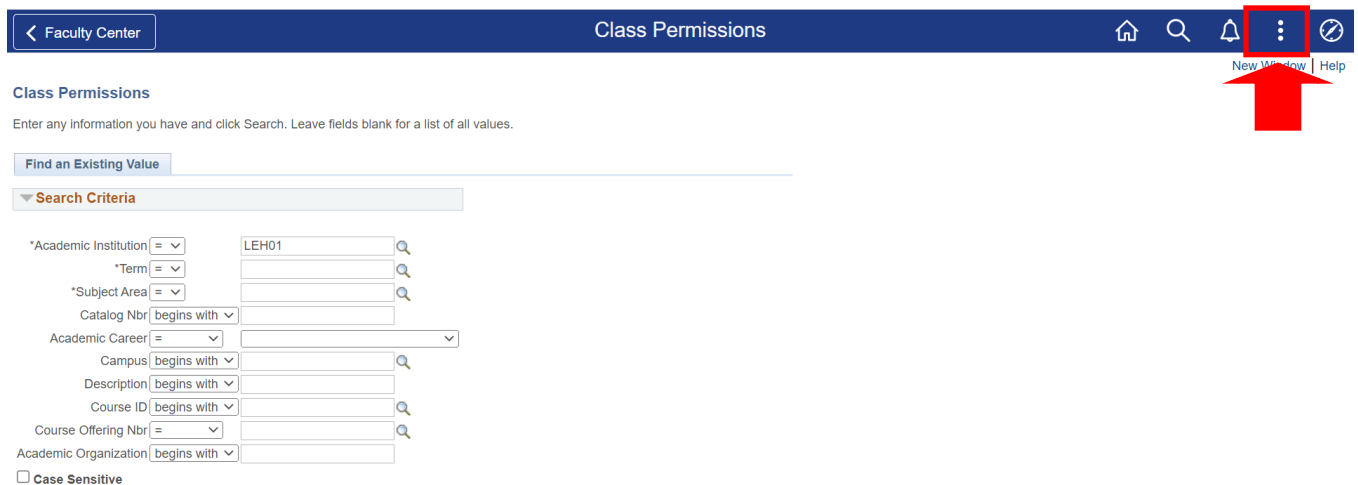 Faculty Center Class Permissions
New Window | Help
Class Permissions
Enter any information you have and click Search. Leave fields blank for a list of all values.
Find an Existing Value
Search Criteria
*Academic Institution = LEH01
*Term =
*Subject Area =
Catalog Nbr begins with
Academic Career =
Campus begins with
Description begins with
Course ID begins with
Course Offering Nbr =
Academic Organization begins with
Case Sensitive